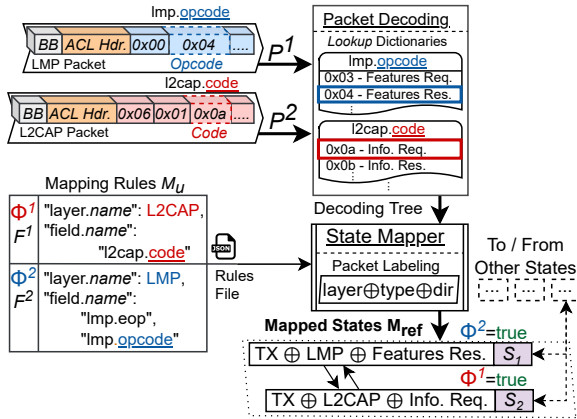 lmp.opcode
BB ACL Hdr. 0x00 0x04 ....
LMP Packet Opcode
P1
l2cap.code
BB ACL Hdr. 0x06 0x01 0x0a ....
L2CAP Packet Code
P2
Packet Decoding
Lookup Dictionaries
lmp.opcode
0x03 - Features Req.
0x04 - Features Res.
l2cap.code
0x0a - Info. Req.
0x0b - Info. Res.
Decoding Tree
Mapping Rules Mu
Φ1 "layer.name": L2CAP,
F1 "field.name":
"l2cap.code"
Φ2 "layer.name": LMP,
F2 "field.name":
"lmp.eop",
"lmp.opcode"
JSON
Rules
File
State Mapper
Packet Labeling
layer⊕type⊕dir
To / From
Other States
... ... ...
Mapped States Mref
Φ2=true
TX ⊕ LMP ⊕ Features Res. S1
Φ1=true
TX ⊕ L2CAP ⊕ Info. Req. S2